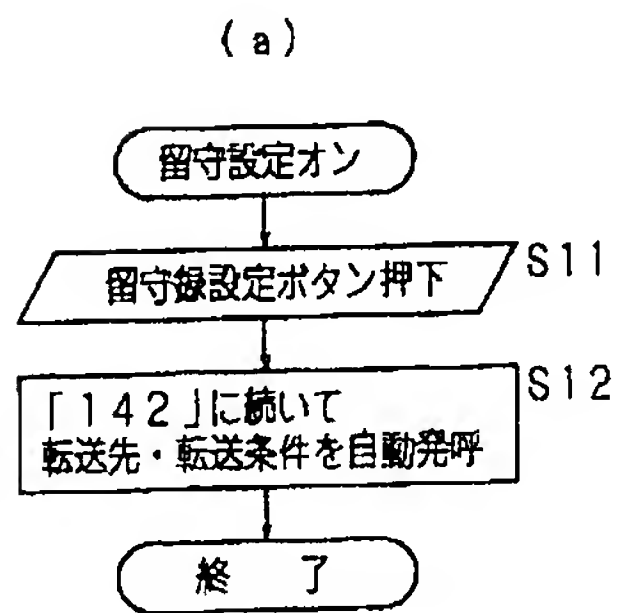 (a)
留守設定オン
留守録設定ボタン押下
S11
「142」に続いて
転送先・転送条件を自動発呼
S12
終 了